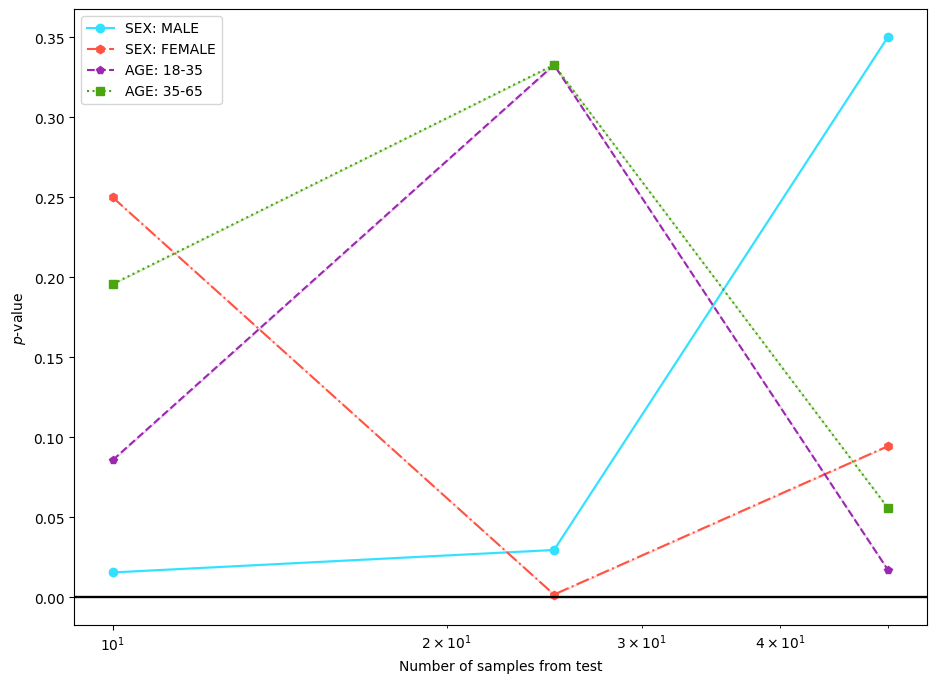 SEX: MALE
SEX: FEMALE
AGE: 18-35
AGE: 35-65
0.35
0.30
0.25
0.20
0.15
0.10
0.05
0.00
p-value
10¹ 2 × 10¹ 3 × 10¹ 4 × 10¹
Number of samples from test